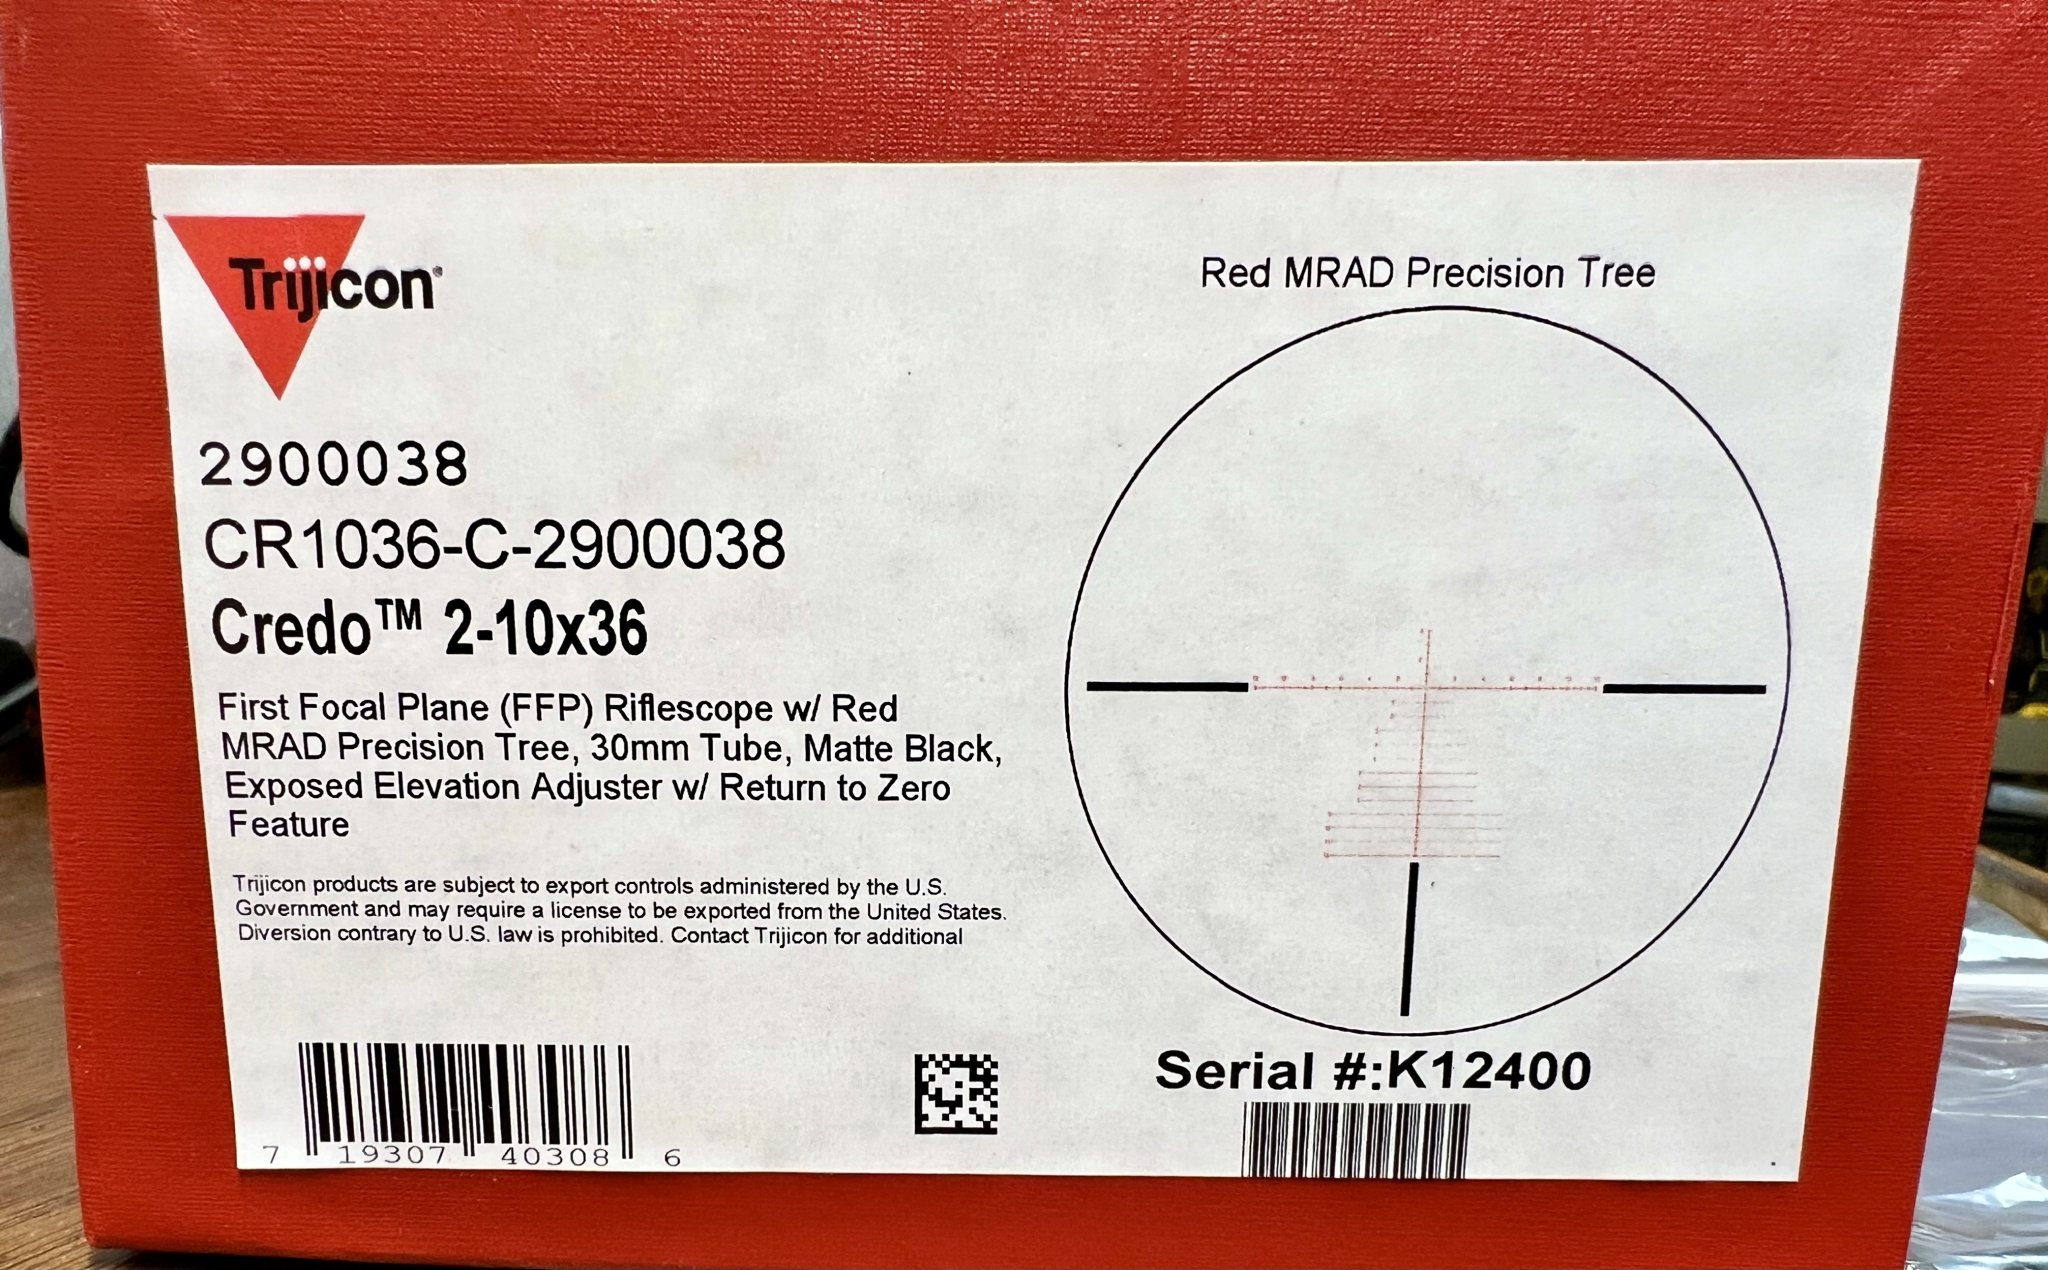 Trijicon®
2900038
CR1036-C-2900038
Credo™ 2-10x36
First Focal Plane (FFP) Riflescope w/ Red
MRAD Precision Tree, 30mm Tube, Matte Black,
Exposed Elevation Adjuster w/ Return to Zero
Feature
Trijicon products are subject to export controls administered by the U.S.
Government and may require a license to be exported from the United States.
Diversion contrary to U.S. law is prohibited. Contact Trijicon for additional
7 19307 40308 6
Red MRAD Precision Tree
Serial #:K12400